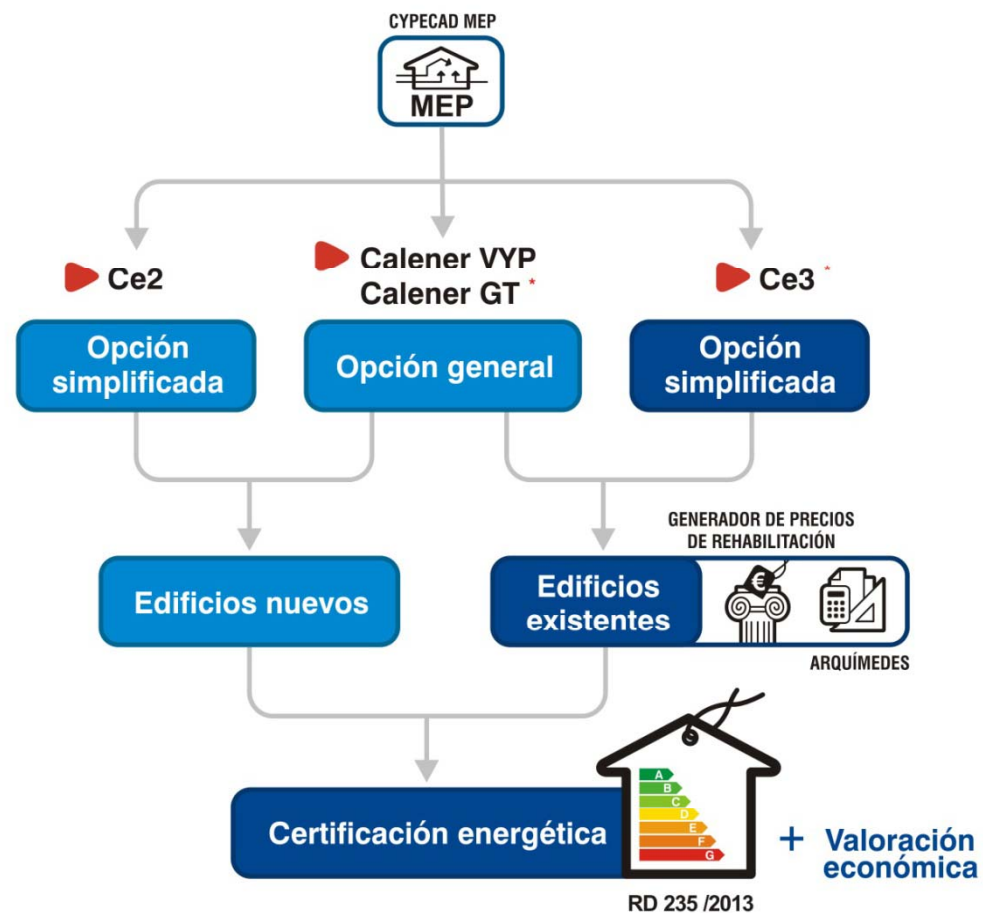 CYPECAD MEP
MEP
Ce2
Calener VYP
Calener GT *
Ce3 *
Opción
simplificada
Opción general
Opción
simplificada
GENERADOR DE PRECIOS
DE REHABILITACIÓN
Edificios nuevos
Edificios
existentes
€
ARQUÍMEDES
A
B
C
D
E
F
G
Certificación energética
+ Valoración
económica
RD 235 /2013